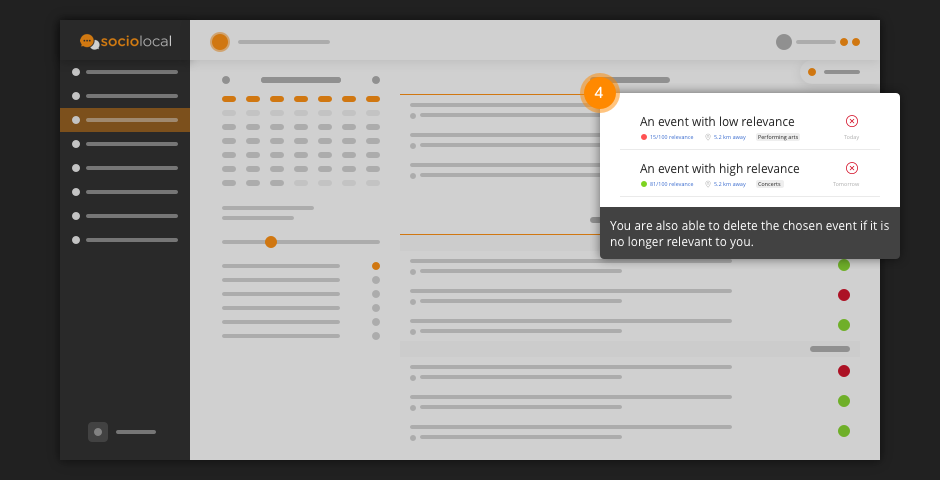 sociolocal
4
An event with low relevance
15/100 relevance 5.2 km away Performing arts Today
An event with high relevance
81/100 relevance 5.2 km away Concerts Tomorrow
You are also able to delete the chosen event if it is
no longer relevant to you.